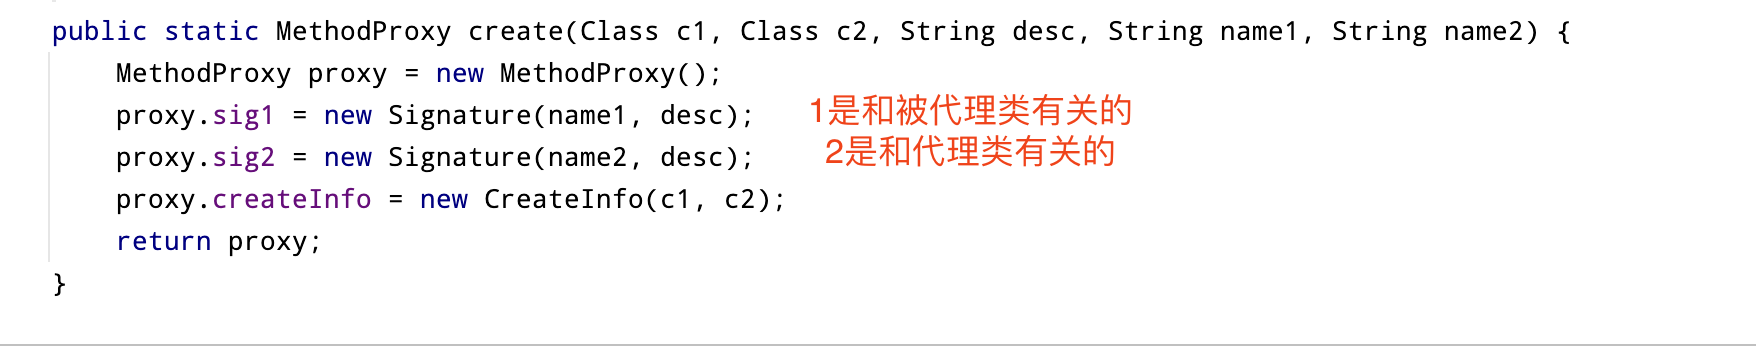 public static MethodProxy create(Class c1, Class c2, String desc, String name1, String name2) {
MethodProxy proxy = new MethodProxy();
proxy.sig1 = new Signature(name1, desc); 1是和被代理类有关的
proxy.sig2 = new Signature(name2, desc); 2是和代理类有关的
proxy.createInfo = new CreateInfo(c1, c2);
return proxy;
}